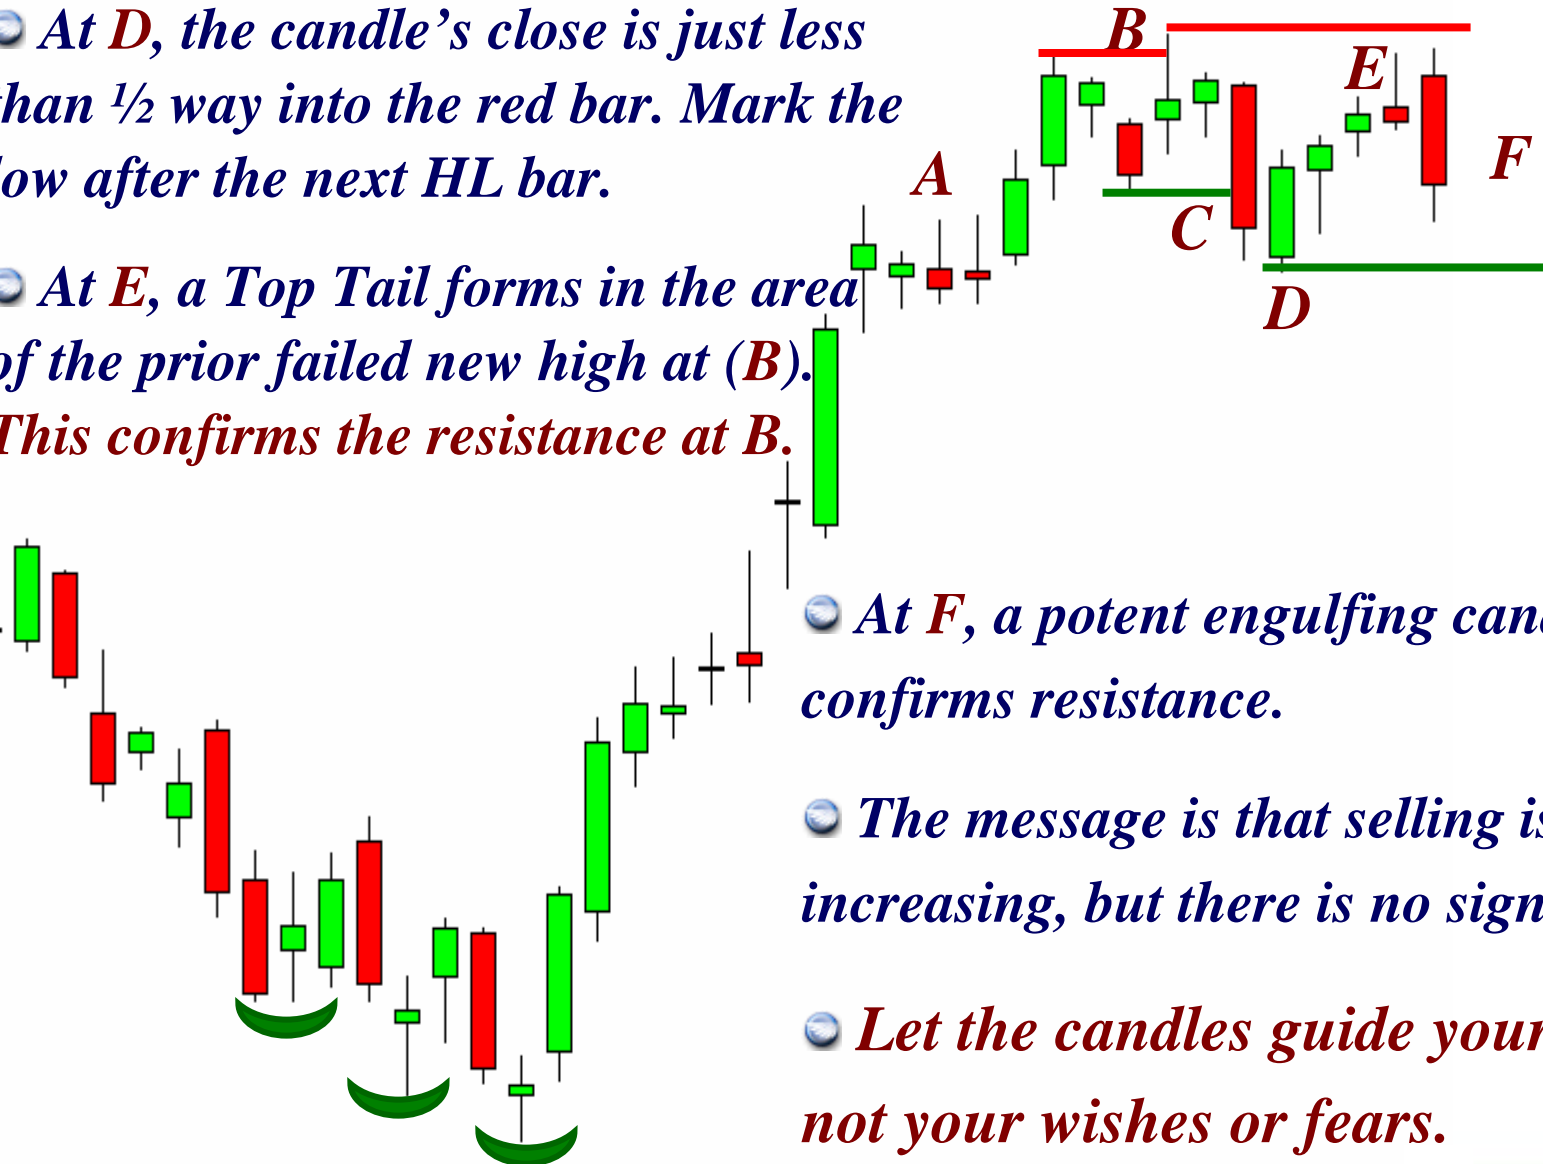 At D, the candle’s close is just less
than ½ way into the red bar. Mark the
low after the next HL bar.
At E, a Top Tail forms in the area
of the prior failed new high at (B).
This confirms the resistance at B.
A
B
C
D
E
F
At F, a potent engulfing
confirms resistance.
The message is that selling is
increasing, but there is no sign
Let the candles guide your
not your wishes or fears.